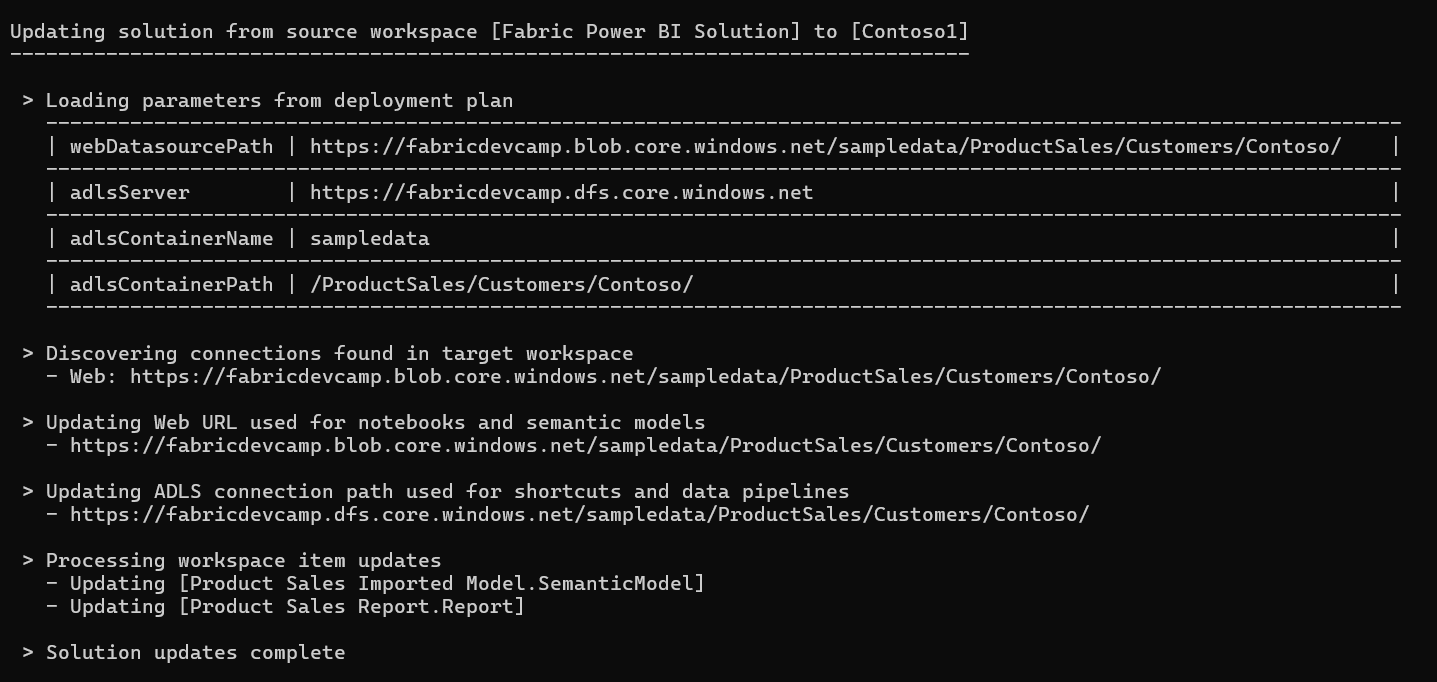 Updating solution from source workspace [Fabric Power BI Solution] to [Contoso1]
--------------------------------------------------------------------------------
> Loading parameters from deployment plan
-----------------------------------------------------------------------------------------------------------------
| webDatasourcePath | https://fabricdevcamp.blob.core.windows.net/sampledata/ProductSales/Customers/Contoso/    |
-----------------------------------------------------------------------------------------------------------------
| adlsServer        | https://fabricdevcamp.dfs.core.windows.net                                                |
-----------------------------------------------------------------------------------------------------------------
| adlsContainerName | sampledata                                                                                |
-----------------------------------------------------------------------------------------------------------------
| adlsContainerPath | /ProductSales/Customers/Contoso/                                                          |
-----------------------------------------------------------------------------------------------------------------
> Discovering connections found in target workspace
- Web: https://fabricdevcamp.blob.core.windows.net/sampledata/ProductSales/Customers/Contoso/
> Updating Web URL used for notebooks and semantic models
- https://fabricdevcamp.blob.core.windows.net/sampledata/ProductSales/Customers/Contoso/
> Updating ADLS connection path used for shortcuts and data pipelines
- https://fabricdevcamp.dfs.core.windows.net/sampledata/ProductSales/Customers/Contoso/
> Processing workspace item updates
- Updating [Product Sales Imported Model.SemanticModel]
- Updating [Product Sales Report.Report]
> Solution updates complete